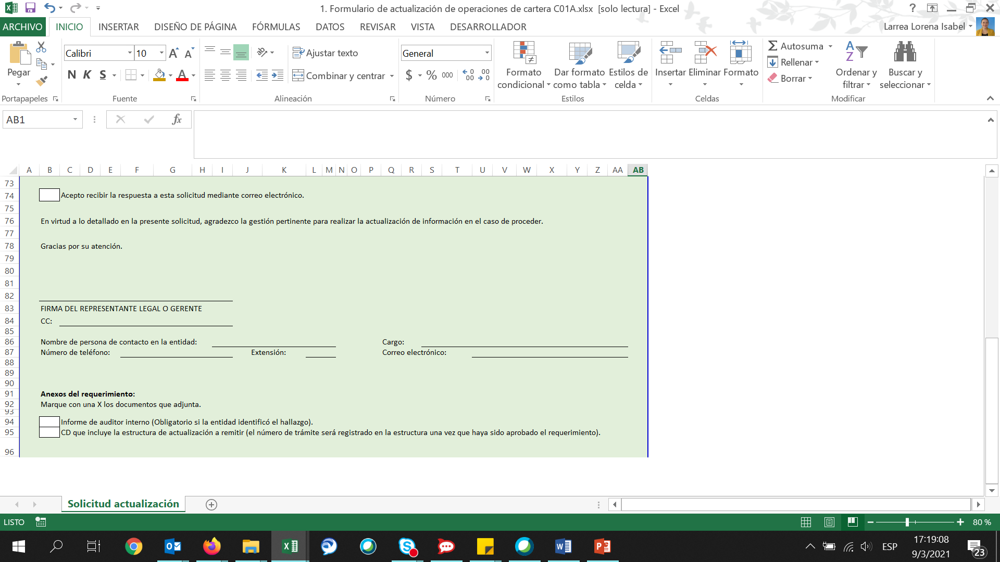 1. Formulario de actualización de operaciones de cartera C01A.xlsx [solo lectura] - Excel
ARCHIVO INICIO INSERTAR DISEÑO DE PÁGINA FÓRMULAS DATOS REVISAR VISTA DESARROLLADOR Larrea Lorena Isabel
Pegar
Portapapeles
Calibri 10
N K S
Fuente
Ajustar texto
Combinar y centrar
Alineación
General
$ % 000
Número
Formato condicional
Dar formato como tabla
Estilos de celda
Estilos
Insertar Eliminar Formato
Celdas
Autosuma
Rellenar
Borrar
Ordenar y filtrar
Buscar y seleccionar
Modificar
AB1 fx
A B C D E F G H I J K L M N O P Q R S T U V W X Y Z AA AB
73
74 Acepto recibir la respuesta a esta solicitud mediante correo electrónico.
75
76 En virtud a lo detallado en la presente solicitud, agradezco la gestión pertinente para realizar la actualización de información en el caso de proceder.
77
78 Gracias por su atención.
79
80
81
82
83 FIRMA DEL REPRESENTANTE LEGAL O GERENTE
84 CC:
85
86 Nombre de persona de contacto en la entidad: Cargo:
87 Número de teléfono: Extensión: Correo electrónico:
88
89
90
91 Anexos del requerimiento:
92 Marque con una X los documentos que adjunta.
93
94 Informe de auditor interno (Obligatorio si la entidad identificó el hallazgo).
95 CD que incluye la estructura de actualización a remitir (el número de trámite será registrado en la estructura una vez que haya sido aprobado el requerimiento).
96
Solicitud actualización
LISTO 80 %
ESP
17:19:08
9/3/2021
23